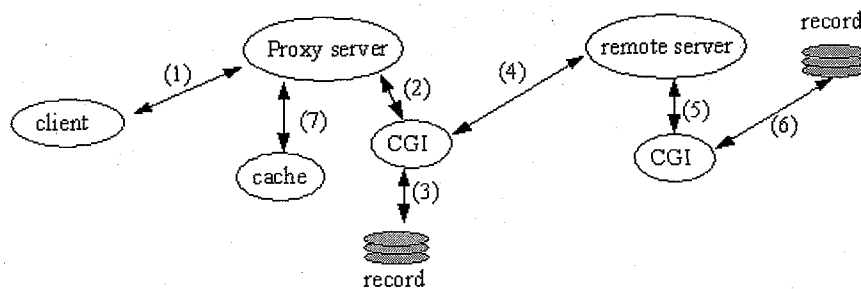 record
Proxy server
remote server
(1)
(2)
(4)
client
(7)
CGI
(5)
(6)
CGI
cache
(3)
record